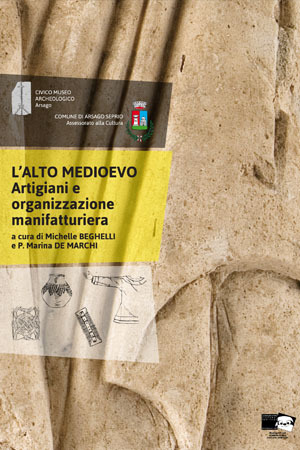 CIVICO MUSEO
ARCHEOLOGICO
Arsago
COMUNE DI ARSAGO SEPRIO
Assessorato alla Cultura
L'ALTO MEDIOEVO
Artigiani e
organizzazione
manifatturiera
a cura di Michelle BEGHELLI
e P. Marina DE MARCHI